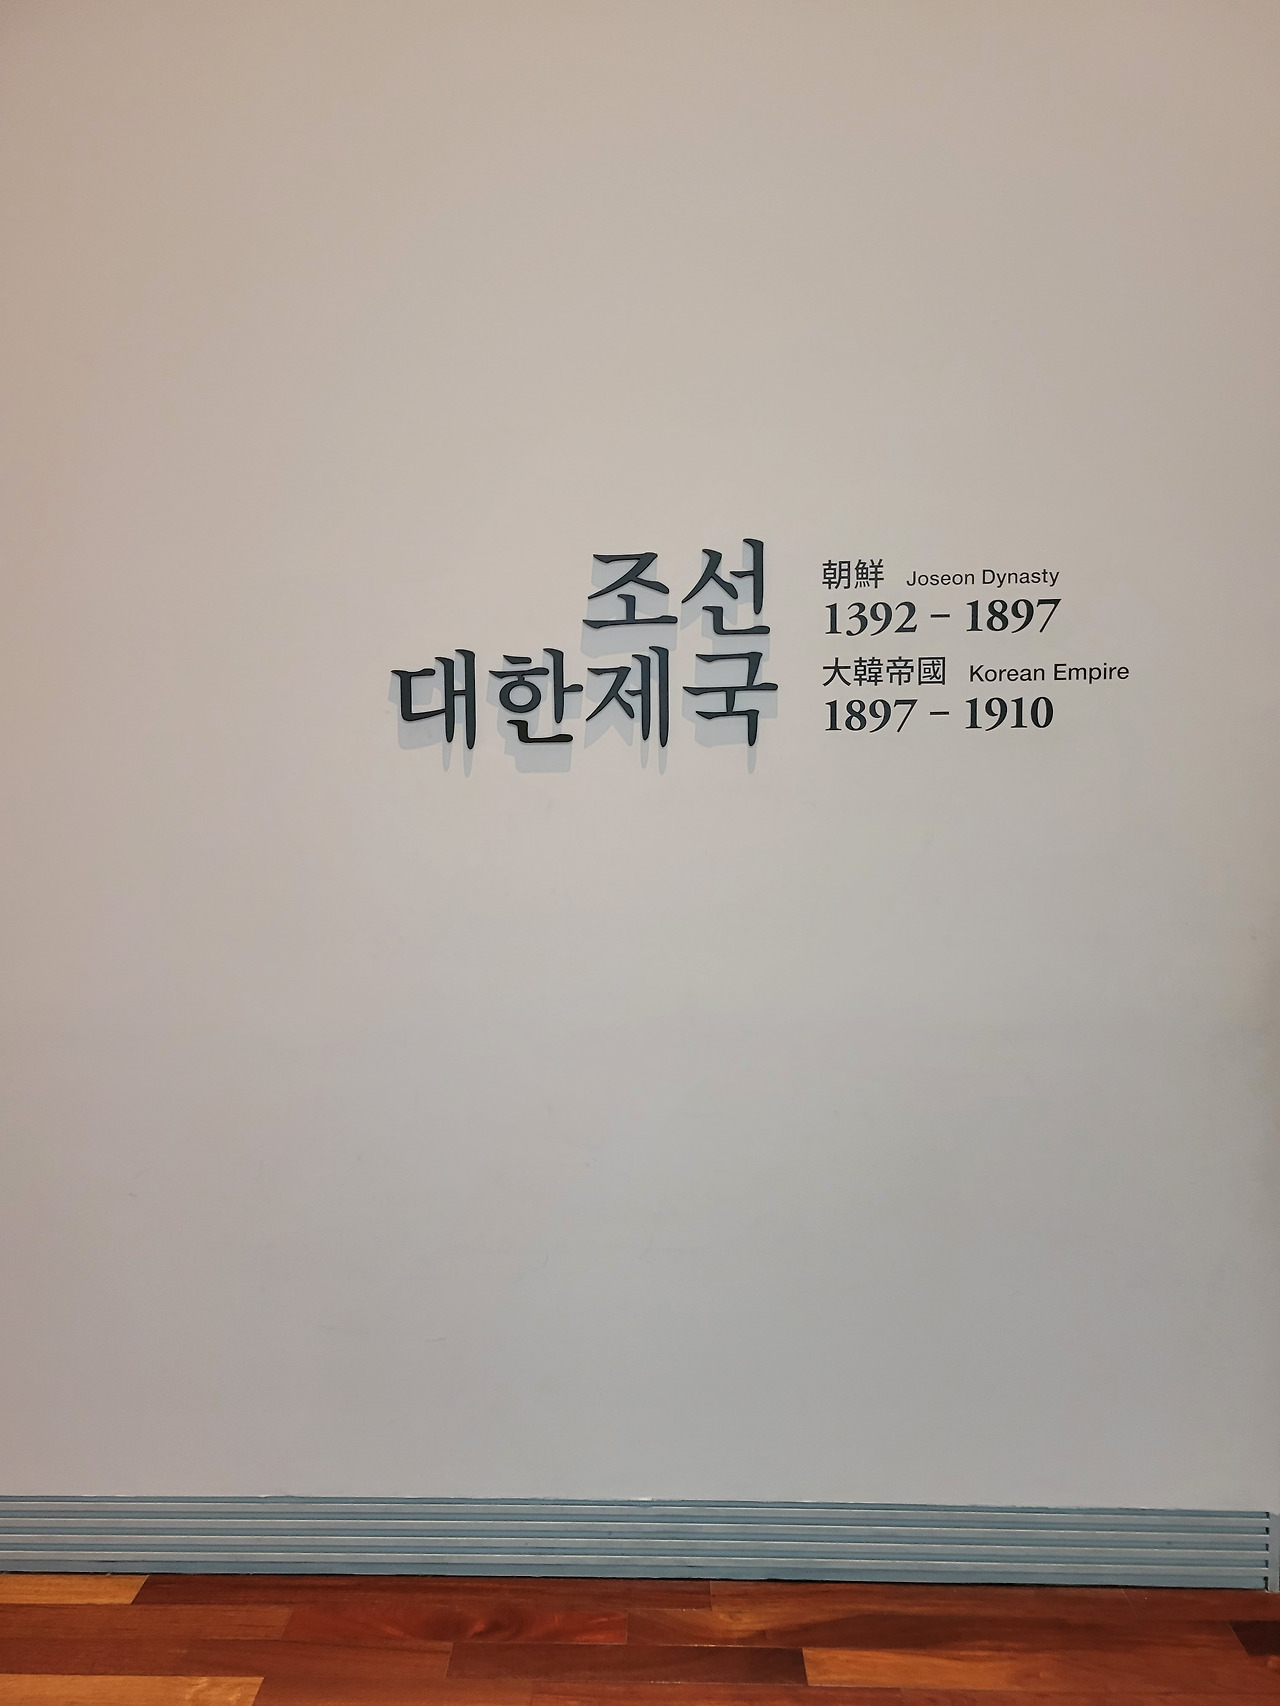 조선
대한제국
朝鮮 Joseon Dynasty
1392 – 1897
大韓帝國 Korean Empire
1897 – 1910